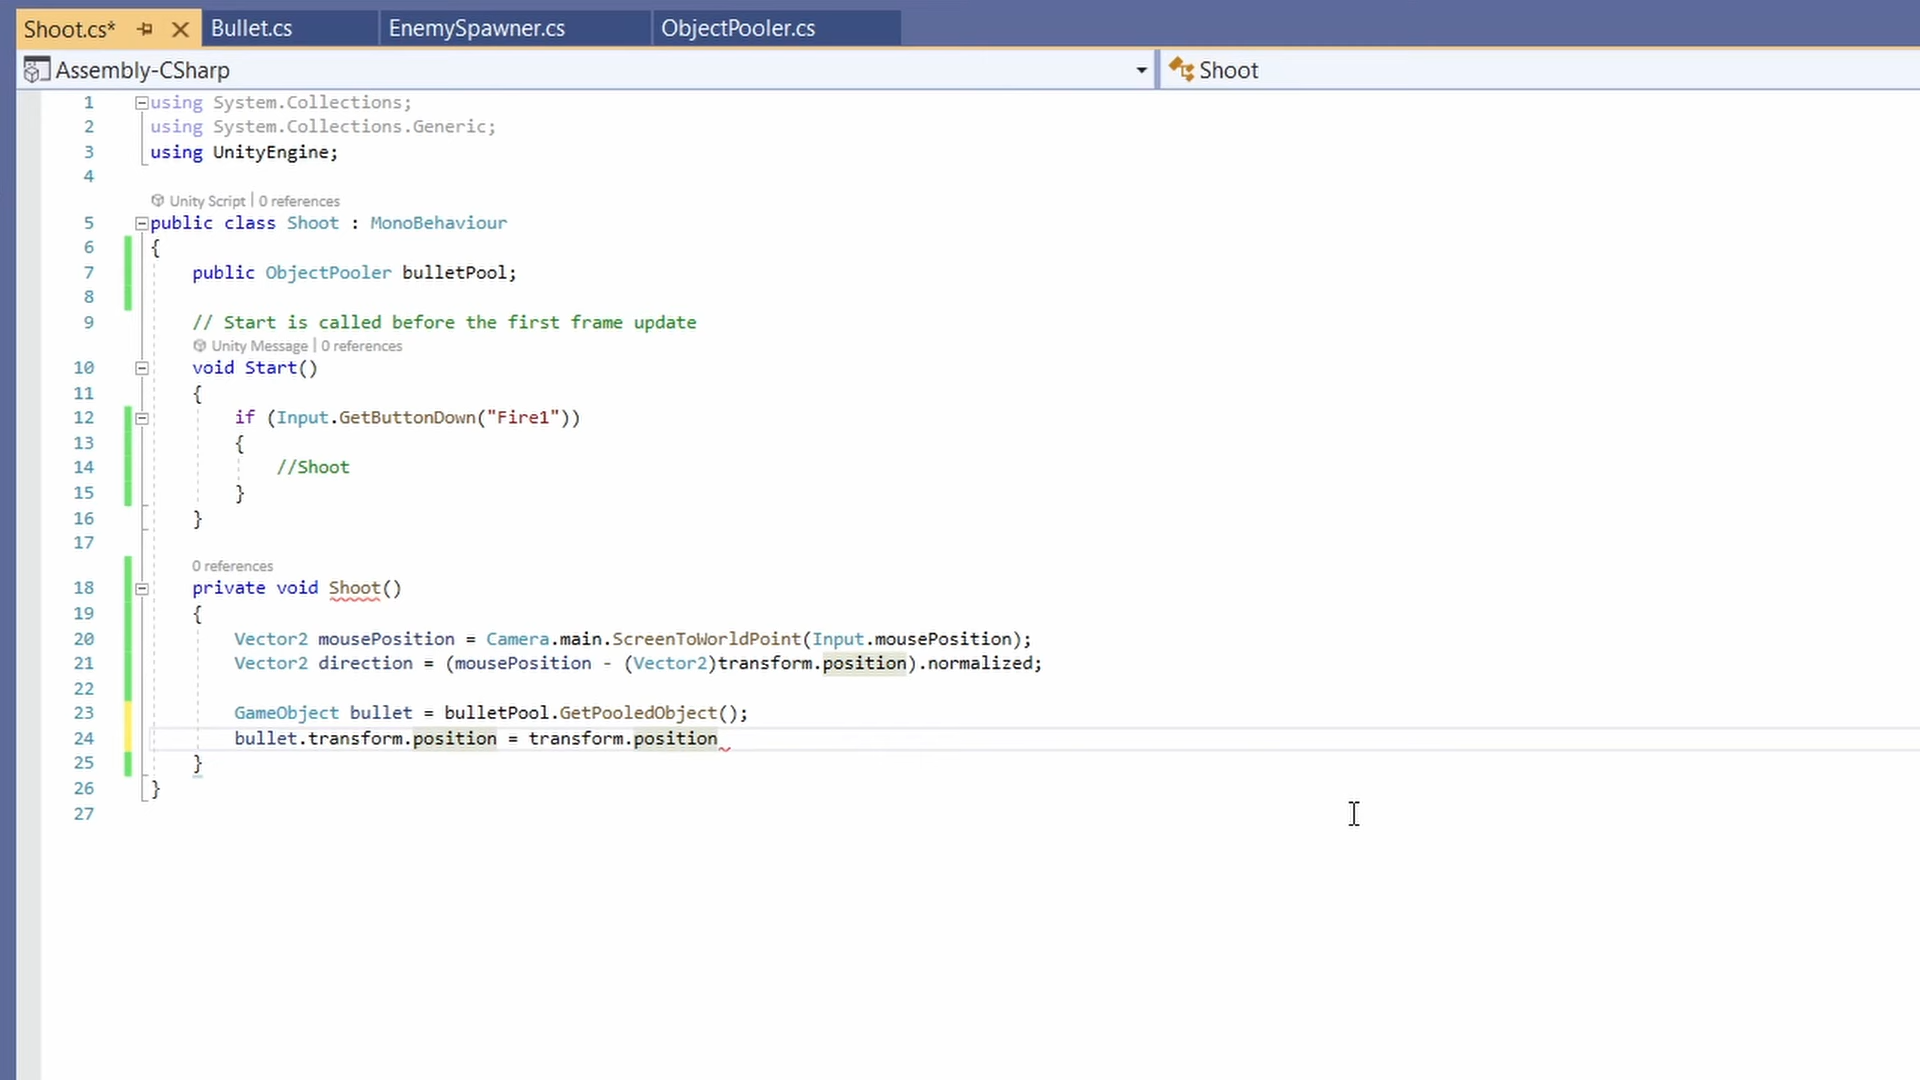 Shoot.cs* Bullet.cs EnemySpawner.cs ObjectPooler.cs
Assembly-CSharp Shoot
1 using System.Collections;
2 using System.Collections.Generic;
3 using UnityEngine;
4
Unity Script | 0 references
5 public class Shoot : MonoBehaviour
6 {
7 public ObjectPooler bulletPool;
8
9 // Start is called before the first frame update
Unity Message | 0 references
10 void Start()
11 {
12 if (Input.GetButtonDown("Fire1"))
13 {
14 //Shoot
15 }
16 }
17
0 references
18 private void Shoot()
19 {
20 Vector2 mousePosition = Camera.main.ScreenToWorldPoint(Input.mousePosition);
21 Vector2 direction = (mousePosition - (Vector2)transform.position).normalized;
22
23 GameObject bullet = bulletPool.GetPooledObject();
24 bullet.transform.position = transform.position
25 }
26 }
27